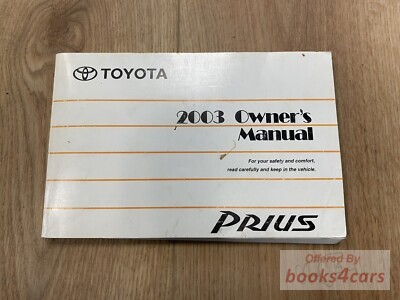 TOYOTA
2003 Owner's
Manual
For your safety and comfort,
read carefully and keep in the vehicle.
PRIUS
Offered By
books4cars